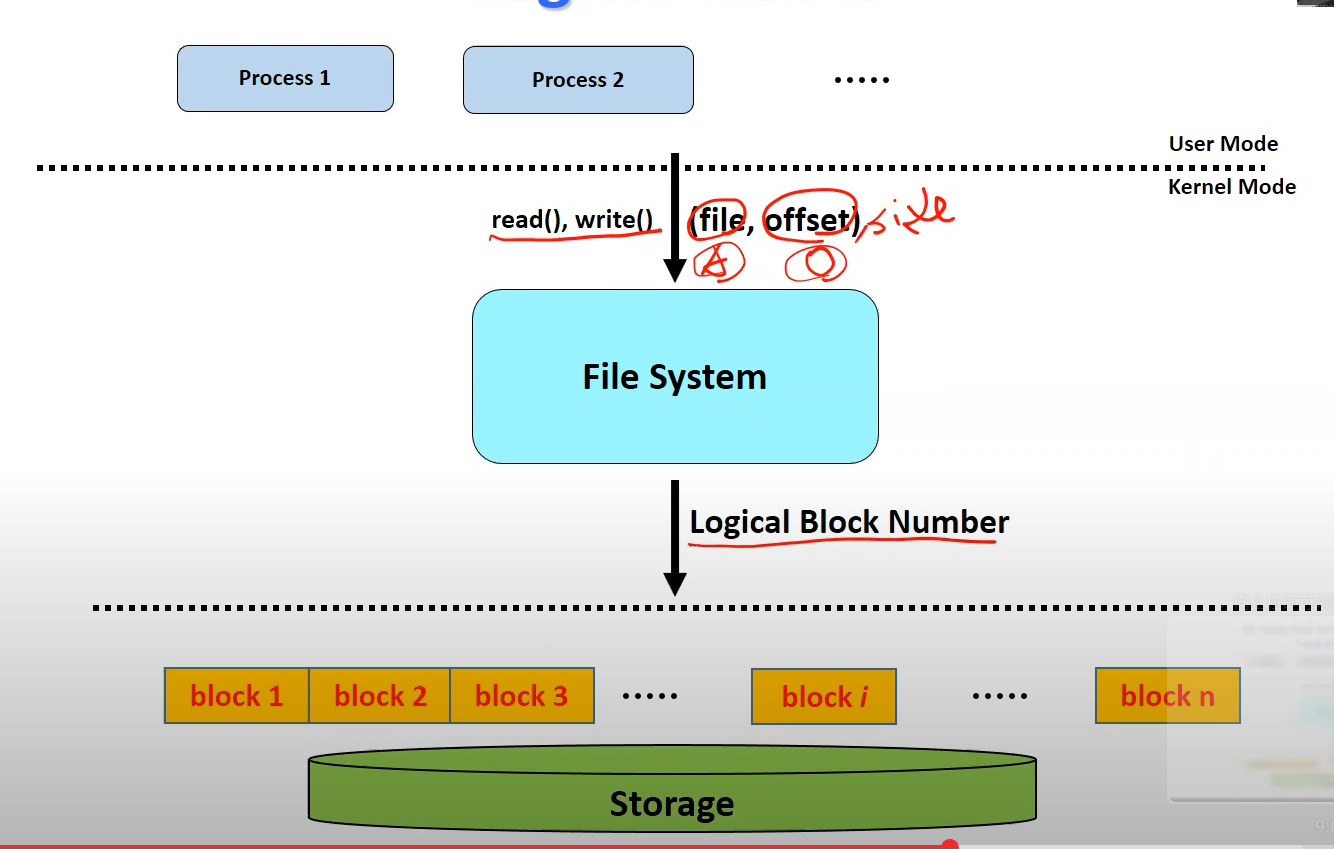 Process 1
Process 2
.....
User Mode
Kernel Mode
read(), write()
(file, offset), size
A
0
File System
Logical Block Number
block 1
block 2
block 3
.....
block i
.....
block n
Storage